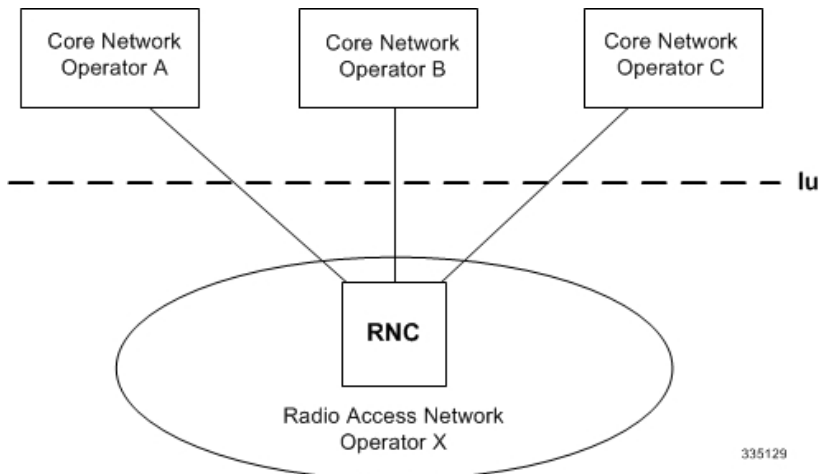 Core Network
Operator A
Core Network
Operator B
Core Network
Operator C
Iu
RNC
Radio Access Network
Operator X
335129